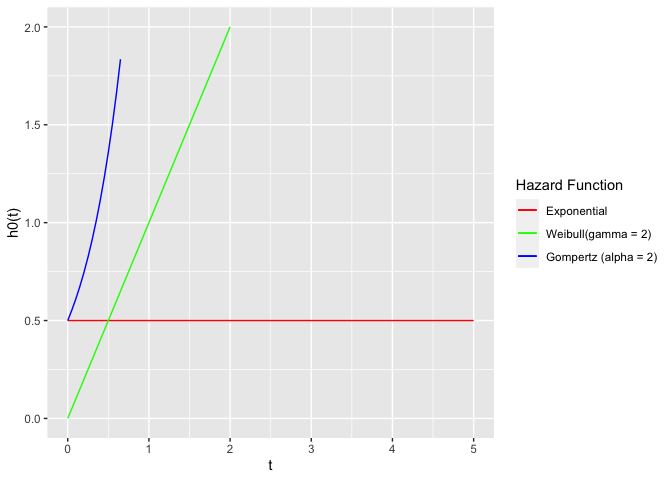 2.0
1.5
1.0
0.5
0.0
h0(t)
0 1 2 3 4 5
t
Hazard Function
Exponential
Weibull(gamma = 2)
Gompertz (alpha = 2)